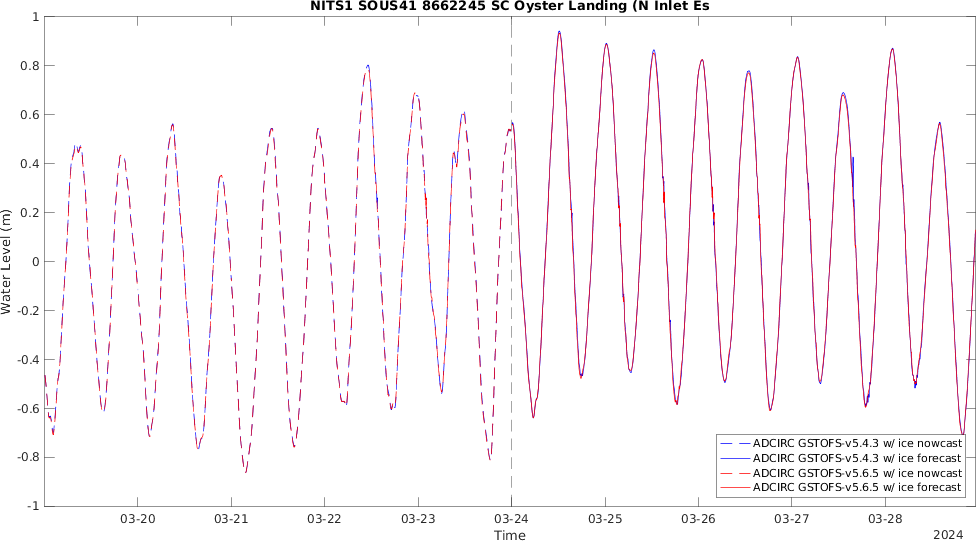 NITS1 SOUS41 8662245 SC Oyster Landing (N Inlet Es
1
0.8
0.6
0.4
0.2
0
-0.2
-0.4
-0.6
-0.8
-1
Water Level (m)
03-20 03-21 03-22 03-23 03-24 03-25 03-26 03-27 03-28
Time
2024
ADCIRC GSTOFS-v5.4.3 w/ ice nowcast
ADCIRC GSTOFS-v5.4.3 w/ ice forecast
ADCIRC GSTOFS-v5.6.5 w/ ice nowcast
ADCIRC GSTOFS-v5.6.5 w/ ice forecast